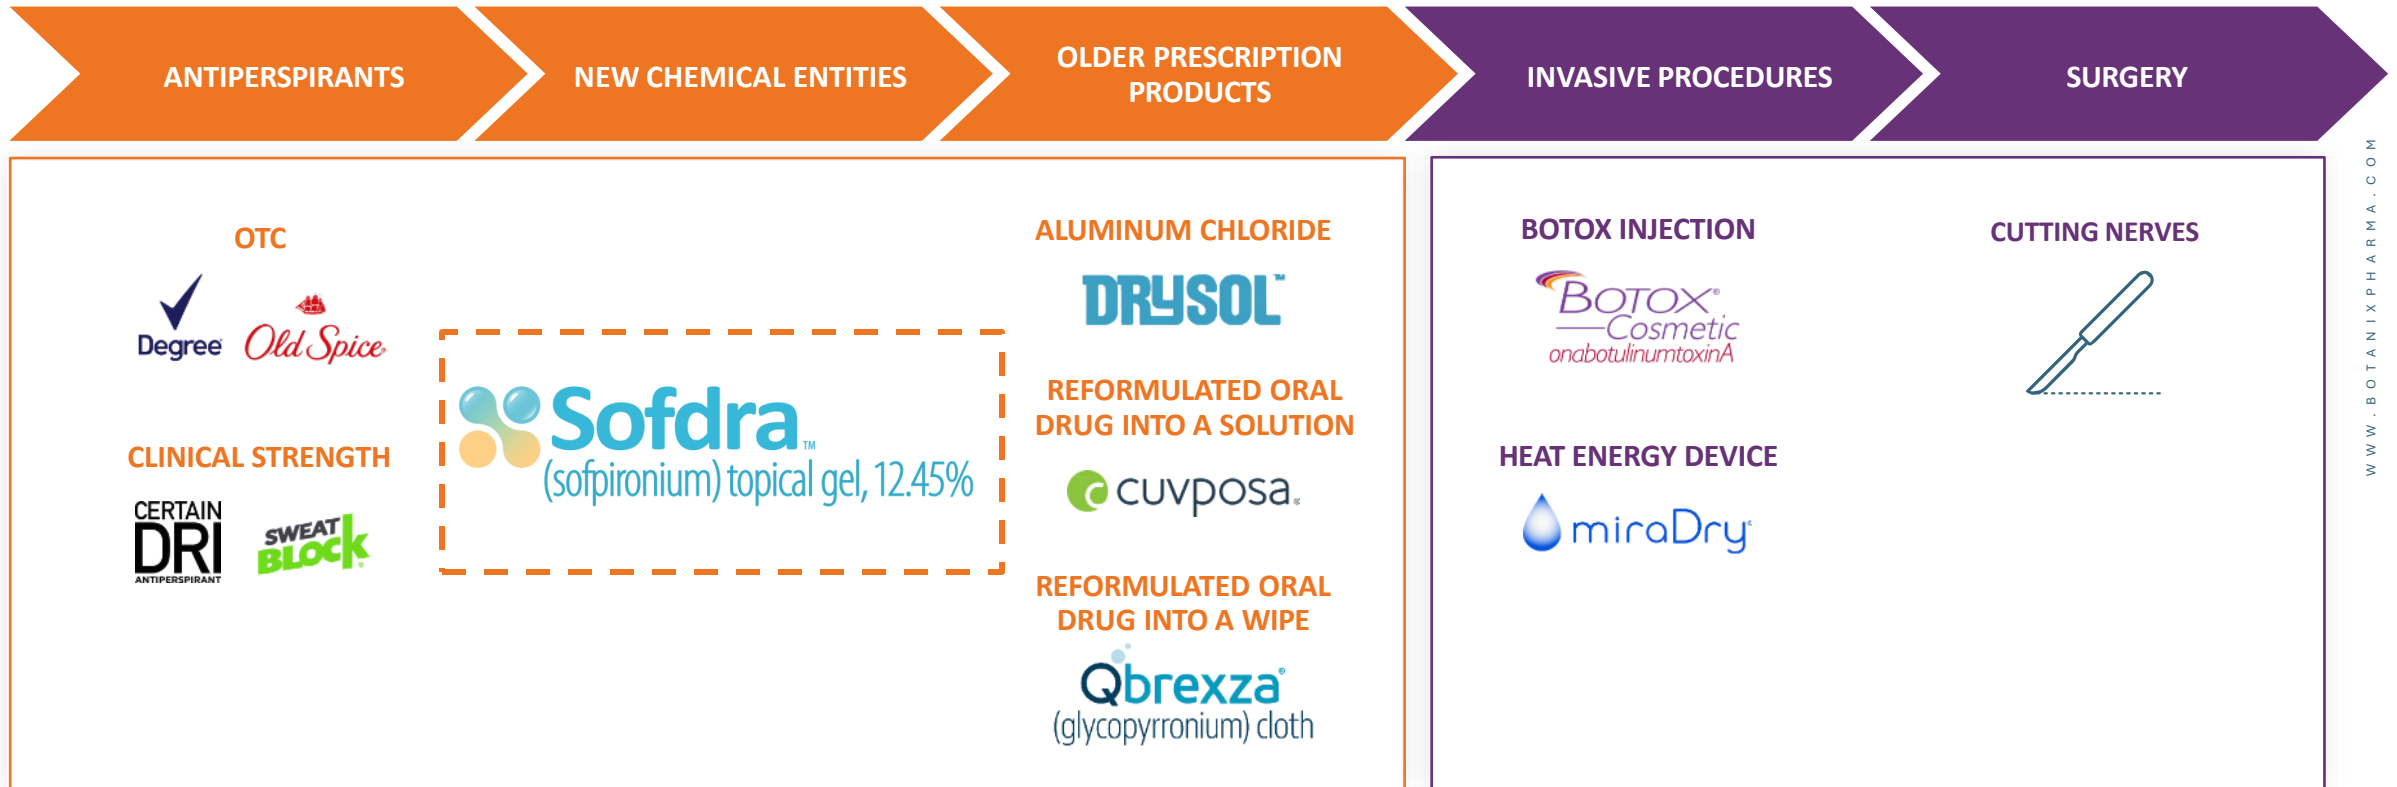 ANTIPERSPIRANTS
NEW CHEMICAL ENTITIES
OLDER PRESCRIPTION
PRODUCTS
INVASIVE PROCEDURES
SURGERY
OTC
Degree
Old Spice
CLINICAL STRENGTH
CERTAIN
DRI
ANTIPERSPIRANT
SWEAT
BLOCK
Sofdra™
(sofpironium) topical gel, 12.45%
ALUMINUM CHLORIDE
DRYSOL™
REFORMULATED ORAL
DRUG INTO A SOLUTION
cuvposa
REFORMULATED ORAL
DRUG INTO A WIPE
Qbrexza®
(glycopyrronium) cloth
BOTOX INJECTION
BOTOX®
Cosmetic
onabotulinumtoxinA
HEAT ENERGY DEVICE
miraDry
CUTTING NERVES
WWW.BOTANIXPHARMA.COM